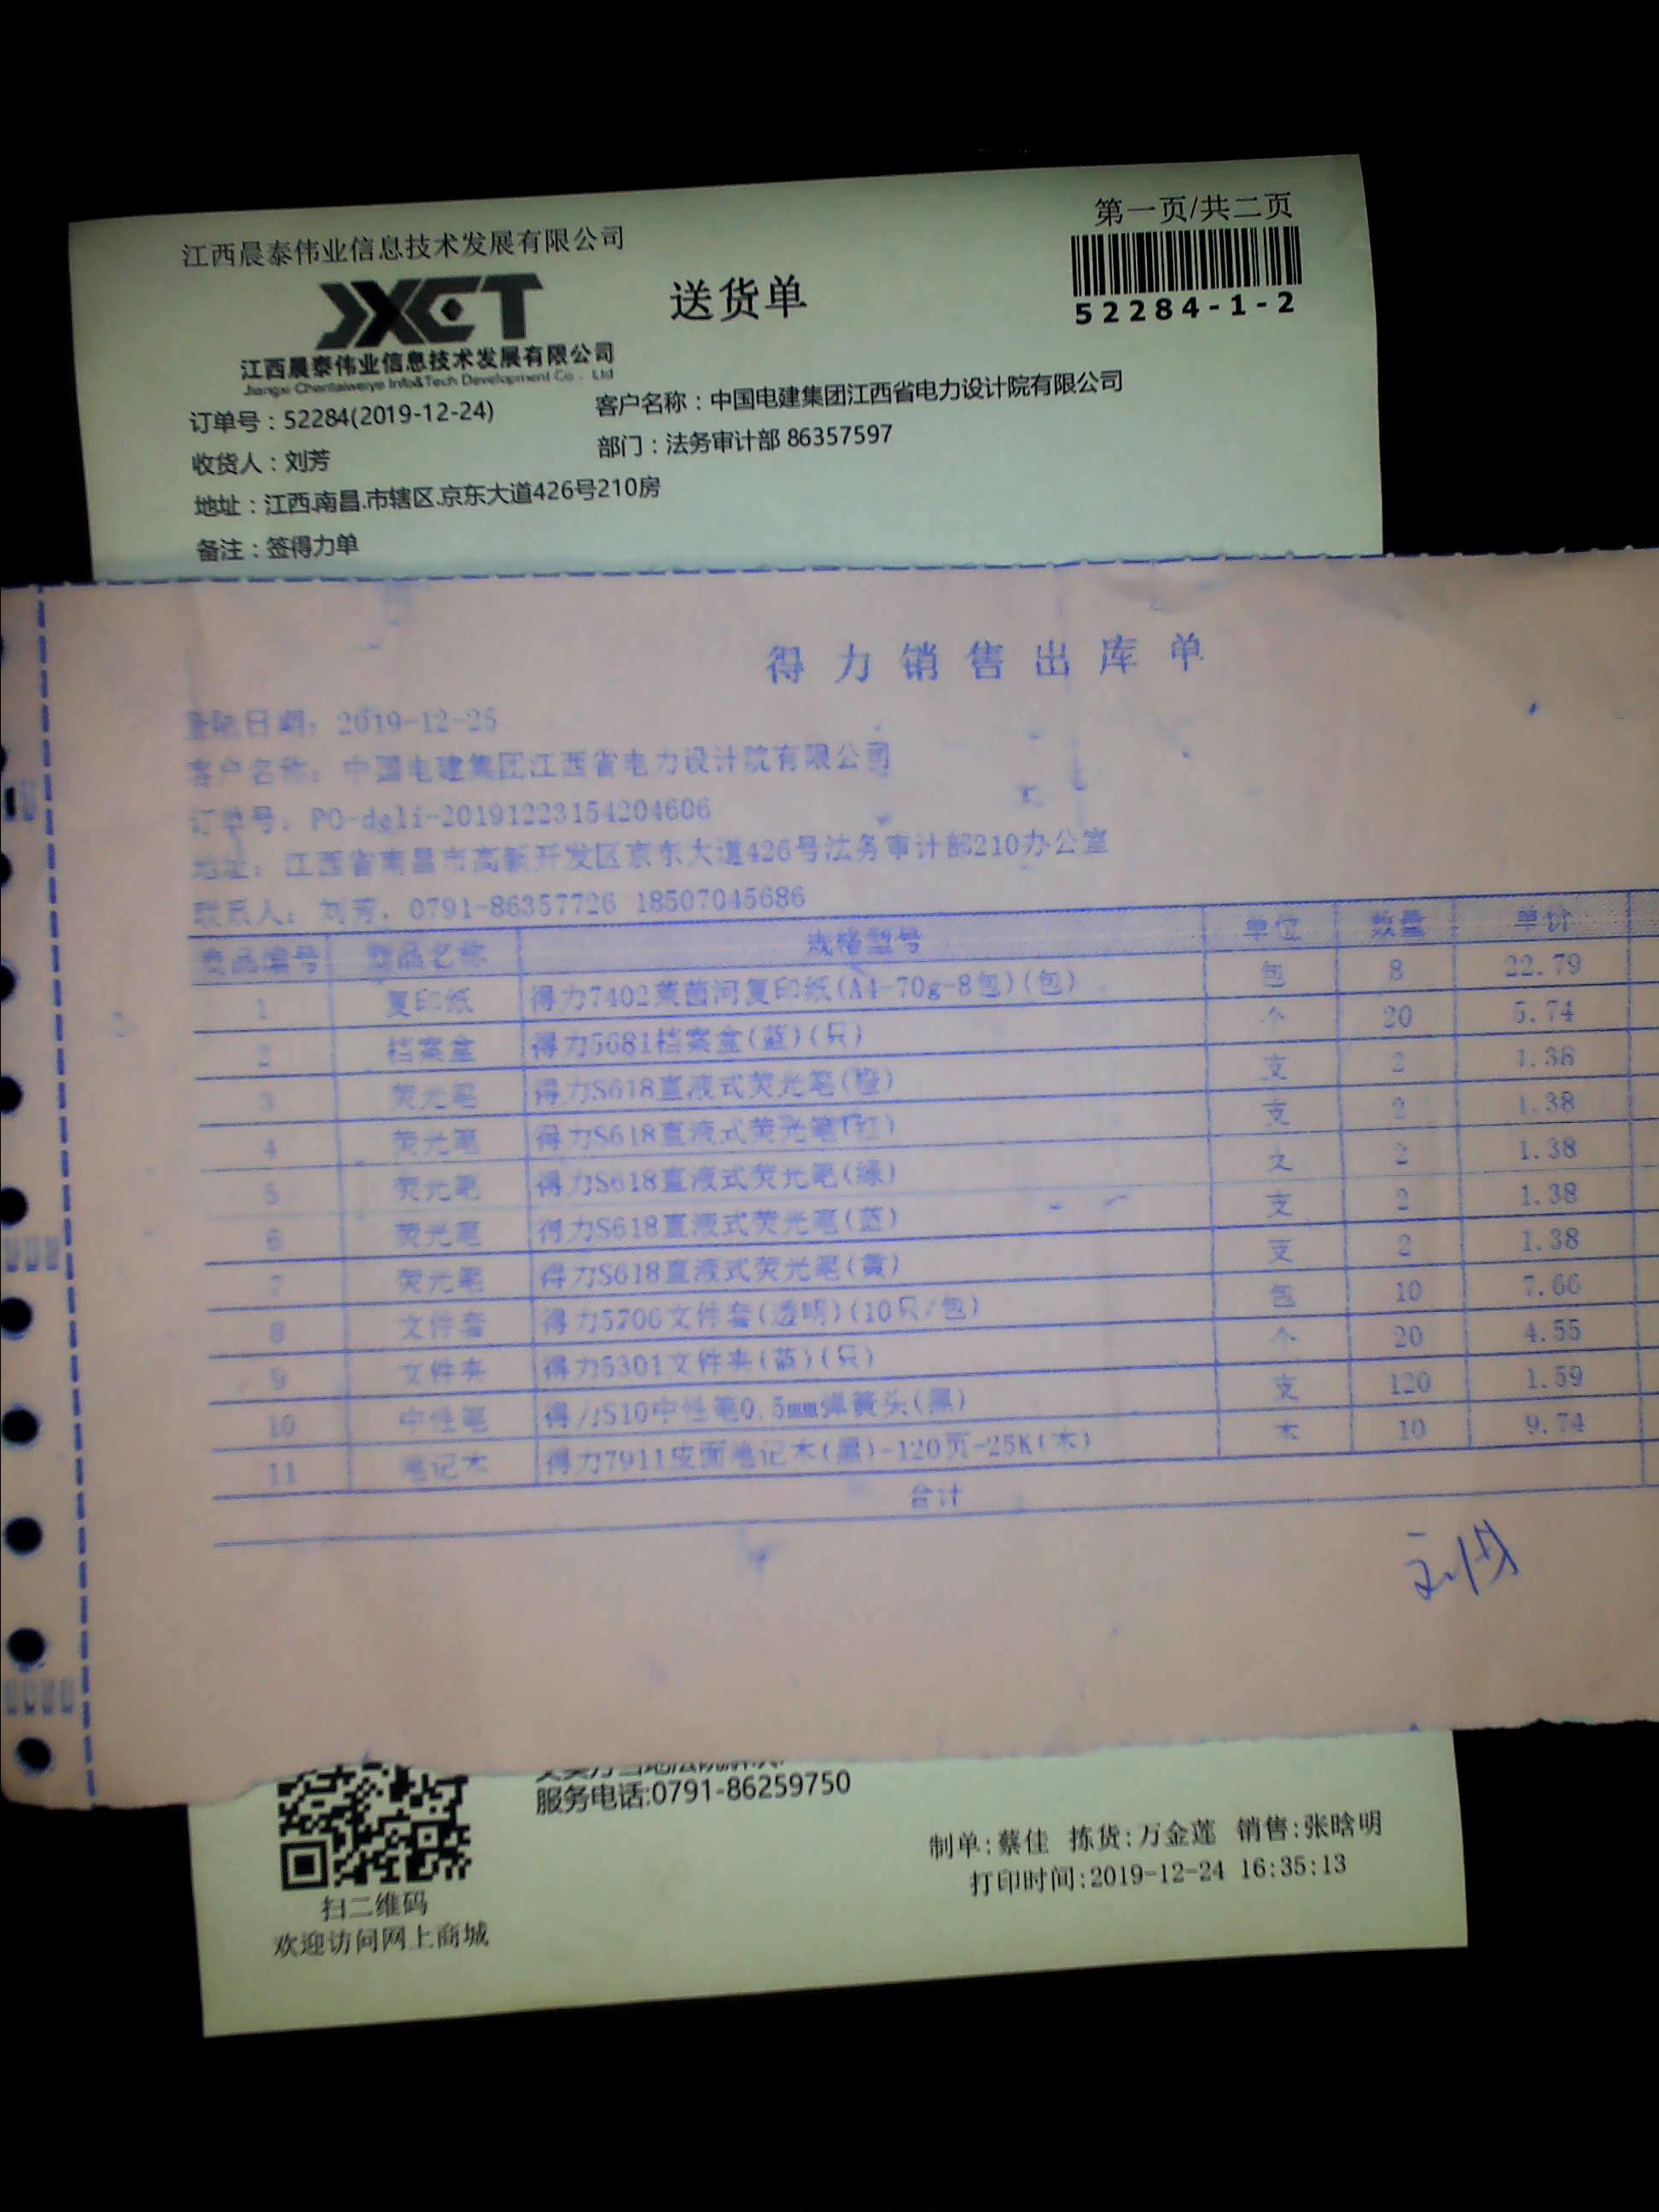 第一页/共二页
江西晨泰伟业信息技术发展有限公司
JXCT
送货单
52284-1-2
江西晨泰伟业信息技术发展有限公司
Jiangxi Chentaiweiye Info&Tech Development Co., Ltd
订单号：52284(2019-12-24) 客户名称：中国电建集团江西省电力设计院有限公司
收货人：刘芳 部门：法务审计部 86357597
地址：江西.南昌.市辖区.京东大道426号210房
备注：签得力单
得力销售出库单
日期：2019-12-25
客户名称：中国电建集团江西省电力设计院有限公司
订单号：PO-deli-20191223154204606
地址：江西省南昌市高新开发区京东大道426号法务审计部210办公室
联系人：刘芳，0791-86357726 18507045686
商品编号 商品名称 规格型号 单位 数量 单价
1 复印纸 得力7402莱茵河复印纸(A4-70g-8包)(包) 包 8 22.79
2 档案盒 得力5681档案盒(蓝)(只) 个 20 5.74
3 荧光笔 得力S618直液式荧光笔(橙) 支 2 1.38
4 荧光笔 得力S618直液式荧光笔(红) 支 2 1.38
5 荧光笔 得力S618直液式荧光笔(绿) 支 2 1.38
6 荧光笔 得力S618直液式荧光笔(蓝) 支 2 1.38
7 荧光笔 得力S618直液式荧光笔(黄) 支 2 1.38
8 文件套 得力5706文件套(透明)(10只/包) 包 10 7.66
9 文件夹 得力5301文件夹(蓝)(只) 个 20 4.55
10 中性笔 得力S10中性笔0.5mm弹簧头(黑) 支 120 1.59
11 笔记本 得力7911皮面笔记本(黑)-120页-25K(本) 本 10 9.74
合计
刘芳
服务电话:0791-86259750
制单:蔡佳 拣货:万金莲 销售:张晗明
打印时间:2019-12-24 16:35:13
扫二维码
欢迎访问网上商城